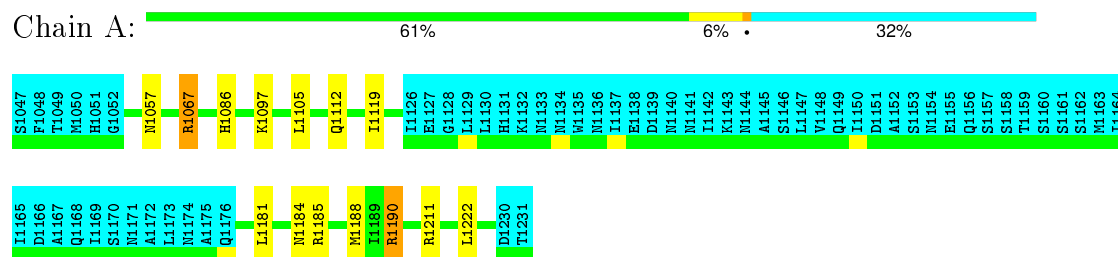 Chain A:
61% 6% • 32%
S1047 F1048 T1049 M1050 H1051 G1052 N1057 R1067 H1086 K1097 L1105 Q1112 I1119 I1126 E1127 G1128 L1129 L1130 H1131 K1132 N1133 N1134 W1135 N1136 I1137 E1138 D1139 N1140 N1141 I1142 K1143 N1144 A1145 S1146 L1147 V1148 Q1149 I1150 D1151 A1152 S1153 N1154 E1155 Q1156 S1157 S1158 T1159 S1160 S1161 S1162 M1163
I1165 D1166 A1167 Q1168 I1169 S1170 N1171 A1172 L1173 N1174 A1175 Q1176 L1181 N1184 R1185 M1188 I1189 R1190 R1211 L1222 D1230 T1231